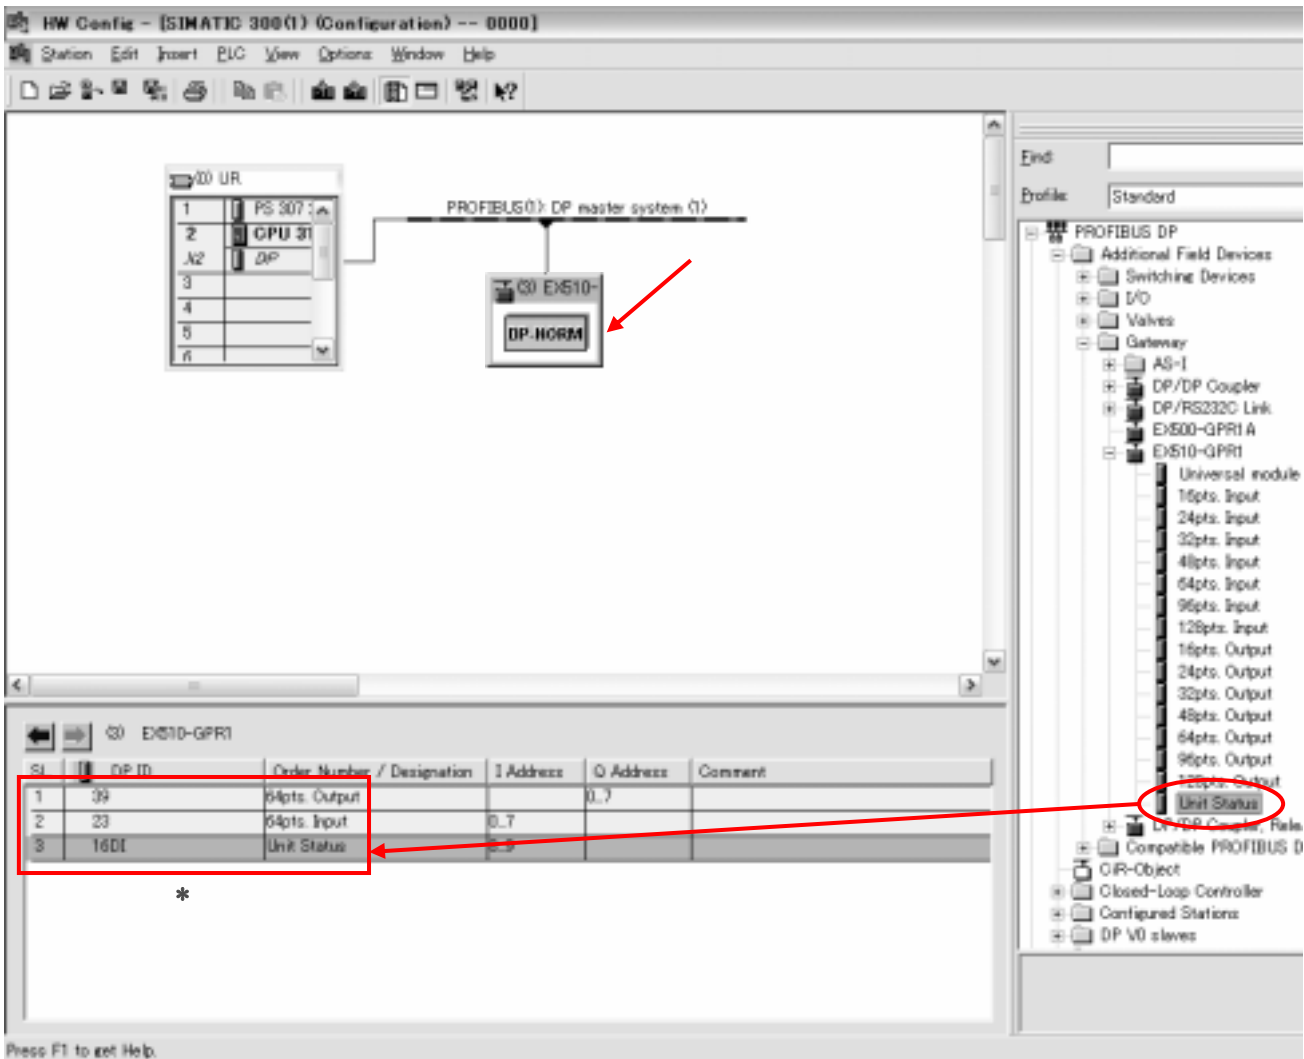 HW Config - [SIMATIC 300(1) (Configuration) -- 0000]
Station Edit Insert PLC View Options Window Help
(0) UR
1 PS 307
2 CPU 31
X2 DP
3
4
5
6
PROFIBUS(1): DP master system (1)
(3) EX510-
DP-NORM
Find:
Profile: Standard
PROFIBUS DP
Additional Field Devices
Switching Devices
I/O
Valves
Gateway
AS-I
DP/DP Coupler
DP/RS232C Link
EX500-GPR1A
EX510-GPR1
Universal module
16pts. Input
24pts. Input
32pts. Input
48pts. Input
64pts. Input
96pts. Input
128pts. Input
16pts. Output
24pts. Output
32pts. Output
48pts. Output
64pts. Output
96pts. Output
128pts. Output
Unit Status
DP/DP Coupler, Rele
Compatible PROFIBUS D
CiR-Object
Closed-Loop Controller
Configured Stations
DP V0 slaves
(3) EX510-GPR1
Sl. DP ID Order Number / Designation I Address Q Address Comment
1 39 64pts. Output 0..7
2 23 64pts. Input 0..7
3 16DI Unit Status
*
Press F1 to get Help.